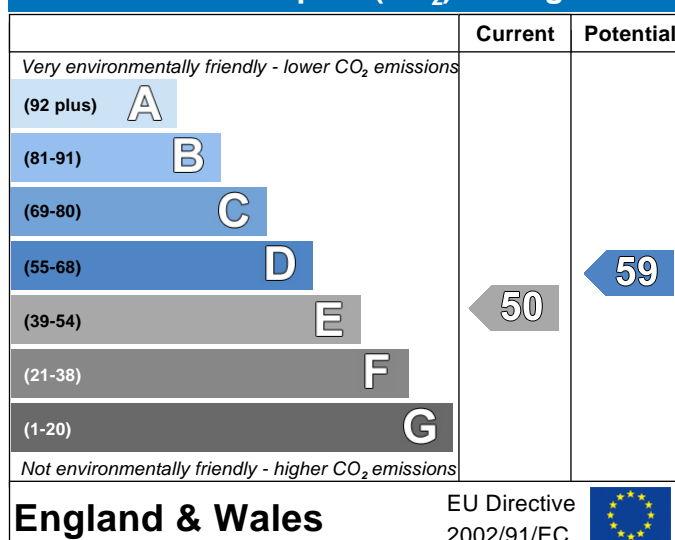 Current Potential
Very environmentally friendly - lower CO₂ emissions
(92 plus) A
(81-91) B
(69-80) C
(55-68) D
59
(39-54) E
50
(21-38) F
(1-20) G
Not environmentally friendly - higher CO₂ emissions
England & Wales
EU Directive
2002/91/EC